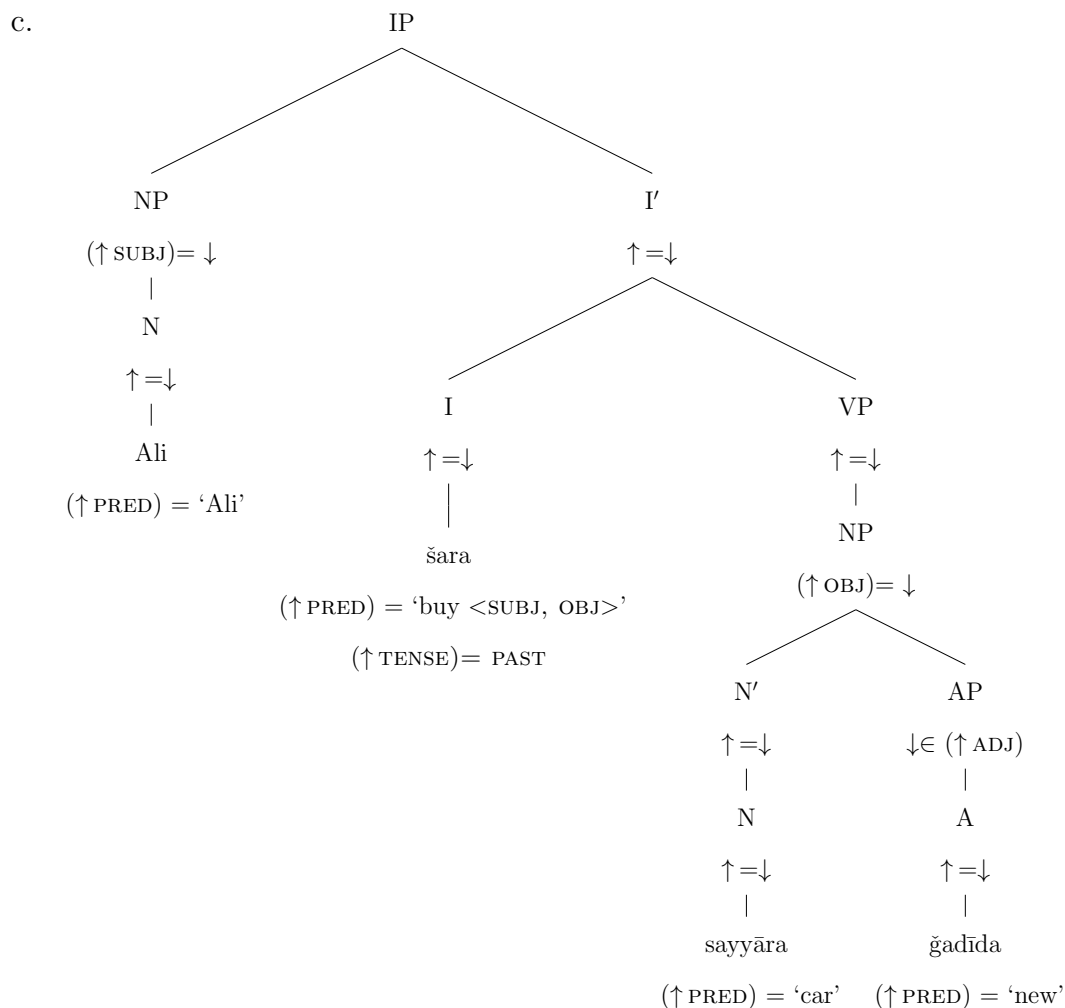 c.
IP
NP I′
(↑ SUBJ)= ↓ ↑=↓
N
↑=↓
I VP
Ali
↑=↓ ↑=↓
(↑ PRED) = ‘Ali’
NP
šara
(↑ OBJ)= ↓
(↑ PRED) = ‘buy <SUBJ, OBJ>’
(↑ TENSE)= PAST
N′ AP
↑=↓ ↓∈ (↑ ADJ)
N A
↑=↓ ↑=↓
sayyāra ǧadīda
(↑ PRED) = ‘car’ (↑ PRED) = ‘new’